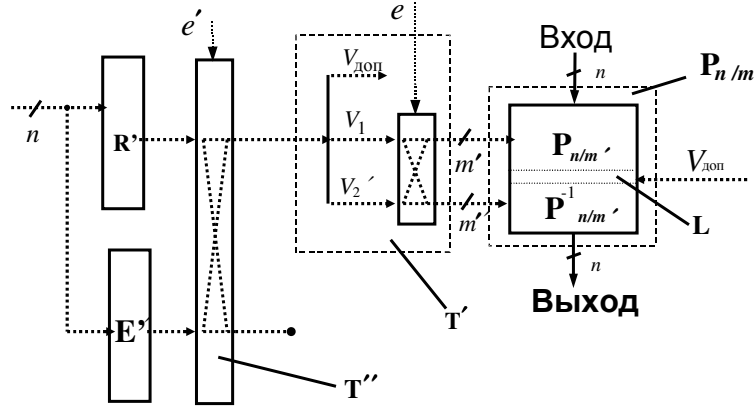 e′ e Вход
V доп n P n/m
n R' V 1 m′ P n/m′ V доп
V 2 ′ m′′ P -1 n/m′ L
n
E'' T′ Выход
T′′